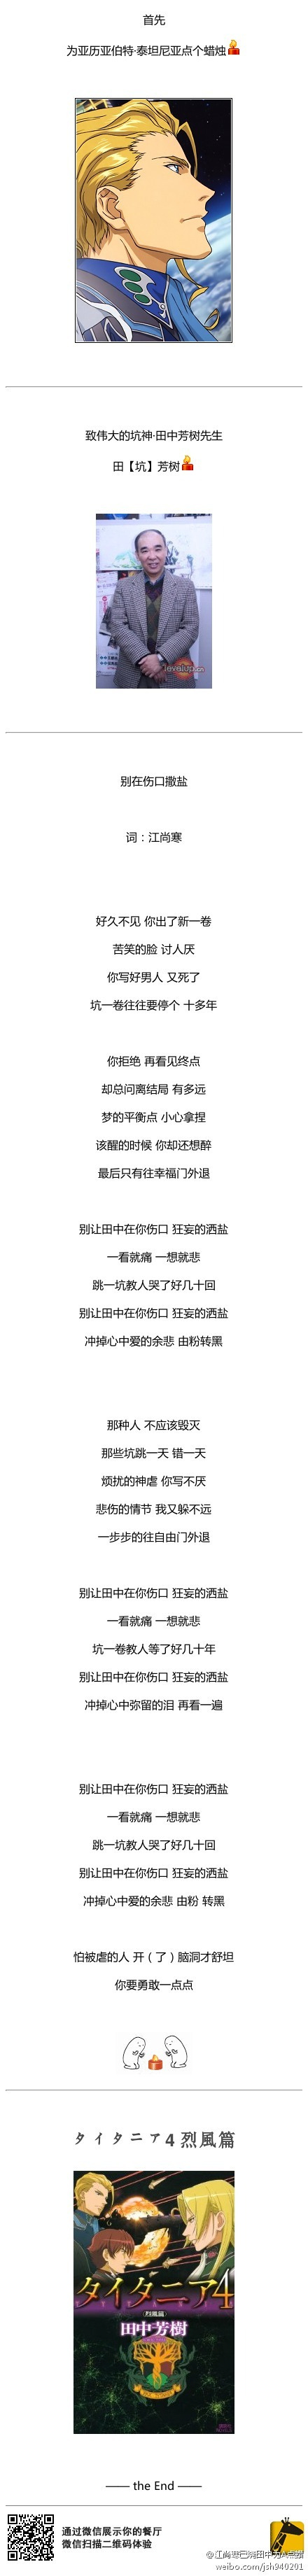 首先
为亚历亚伯特·泰坦尼亚点个蜡烛
致伟大的坑神·田中芳树先生
田【坑】芳树
levelup.cn
别在伤口撒盐
词：江尚寒
好久不见 你出了新一卷
苦笑的脸 讨人厌
你写好男人 又死了
坑一卷往往要停个 十多年
你拒绝 再看见终点
却总问离结局 有多远
梦的平衡点 小心拿捏
该醒的时候 你却还想醉
最后只有往幸福门外退
别让田中在你伤口 狂妄的洒盐
一看就痛 一想就悲
跳一坑教人哭了好几十回
别让田中在你伤口 狂妄的洒盐
冲掉心中爱的余悲 由粉转黑
那种人 不应该毁灭
那些坑跳一天 错一天
烦扰的神虐 你写不厌
悲伤的情节 我又躲不远
一步步的往自由门外退
别让田中在你伤口 狂妄的洒盐
一看就痛 一想就悲
坑一卷教人等了好几十年
别让田中在你伤口 狂妄的洒盐
冲掉心中弥留的泪 再看一遍
别让田中在你伤口 狂妄的洒盐
一看就痛 一想就悲
跳一坑教人哭了好几十回
别让田中在你伤口 狂妄的洒盐
冲掉心中爱的余悲 由粉 转黑
怕被虐的人 开（了）脑洞才舒坦
你要勇敢一点点
タイタニア4 烈風篇
タイタニア4
烈風篇
田中芳樹
—— the End ——
通过微信展示你的餐厅
微信扫描二维码体验
weibo.com/jsh940201